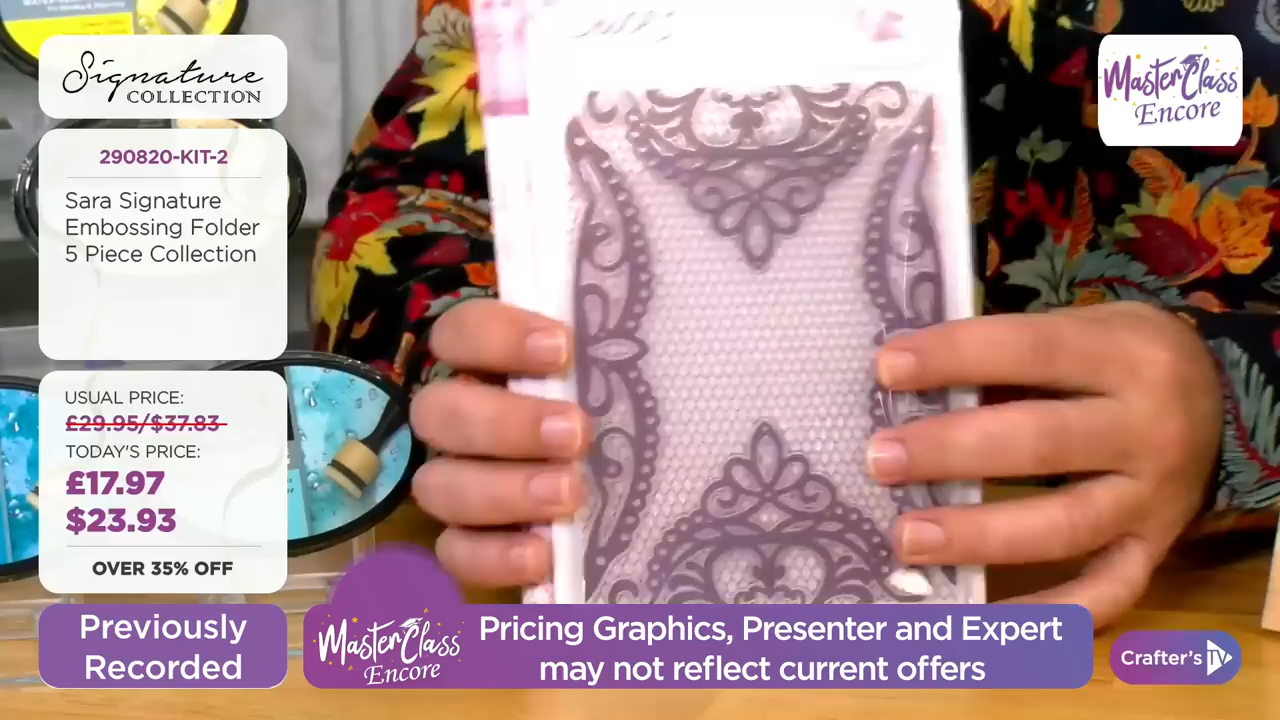 Signature
COLLECTION
290820-KIT-2
Sara Signature
Embossing Folder
5 Piece Collection
USUAL PRICE:
£29.95/$37.83
TODAY'S PRICE:
£17.97
$23.93
OVER 35% OFF
Previously
Recorded
MasterClass
Encore
Pricing Graphics, Presenter and Expert
may not reflect current offers
MasterClass
Encore
Crafter's TV